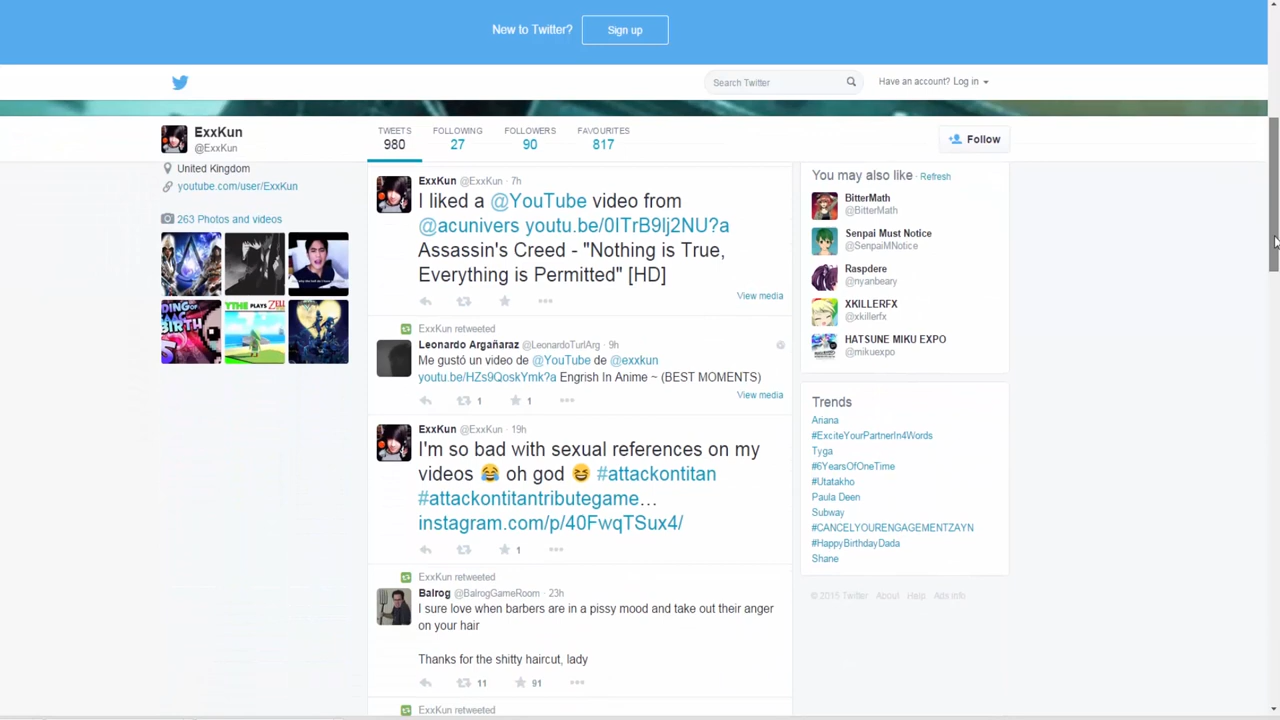 New to Twitter? Sign up
Search Twitter
Have an account? Log in
ExxKun
@ExxKun
TWEETS
980
FOLLOWING
27
FOLLOWERS
90
FAVOURITES
817
Follow
United Kingdom
youtube.com/user/ExxKun
263 Photos and videos
ExxKun @ExxKun · 7h
I liked a @YouTube video from
@acunivers youtu.be/0ITrB9lj2NU?a
Assassin's Creed - "Nothing is True,
Everything is Permitted" [HD]
View media
ExxKun retweeted
Leonardo Argañaraz @LeonardoTurlArg · 9h
Me gustó un video de @YouTube de @exxkun
youtu.be/HZs9QoskYmk?a Engrish In Anime ~ (BEST MOMENTS)
1
1
View media
ExxKun @ExxKun · 19h
I'm so bad with sexual references on my
videos 😂 oh god 😆 #attackontitan
#attackontitantributegame…
instagram.com/p/40FwqTSux4/
1
ExxKun retweeted
Balrog @BalrogGameRoom · 23h
I sure love when barbers are in a pissy mood and take out their anger
on your hair
Thanks for the shitty haircut, lady
11
91
ExxKun retweeted
You may also like · Refresh
BitterMath
@BitterMath
Senpai Must Notice
@SenpaiMNotice
Raspdere
@nyanbeary
XKILLERFX
@xkillerfx
HATSUNE MIKU EXPO
@mikuexpo
Trends
Ariana
#ExciteYourPartnerIn4Words
Tyga
#6YearsOfOneTime
#Utatakho
Paula Deen
Subway
#CANCELYOURENGAGEMENTZAYN
#HappyBirthdayDada
Shane
© 2015 Twitter About Help Ads info